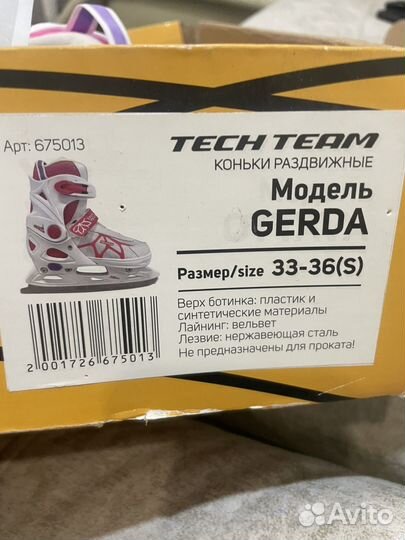 Арт: 675013
TECH TEAM
КОНЬКИ РАЗДВИЖНЫЕ
Модель
GERDA
Размер/size 33-36(S)
Верх ботинка: пластик и
синтетические материалы
Лайнинг: вельвет
Лезвие: нержавеющая сталь
Не предназначены для проката!
2 001726 675013
Avito